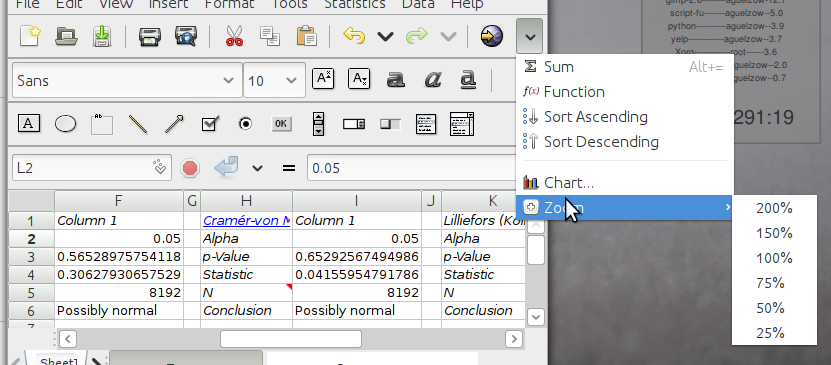 File Edit View Insert Format Tools Statistics Data Help
Sans 10
L2 = 0.05
F G H I J K
1 Column 1 Cramér-von M Column 1 Lilliefors (Kol
2 0.05 Alpha 0.05 Alpha
3 0.56528975754118 p-Value 0.65292567494986 p-Value
4 0.30627930657529 Statistic 0.04155954791786 Statistic
5 8192 N 8192 N
6 Possibly normal Conclusion Possibly normal Conclusion
Sheet1
OK
Sum Alt+=
f(x) Function
Sort Ascending
Sort Descending
Chart...
Zoom
200%
150%
100%
75%
50%
25%
gimp-2.6--------aguelzow-12.7
script-fu-------aguelzow--5.0
python----------aguelzow--3.9
yelp------------aguelzow--3.7
Xorg------------root------3.6
aguelzow--2.0
aguelzow--0.7
291:19